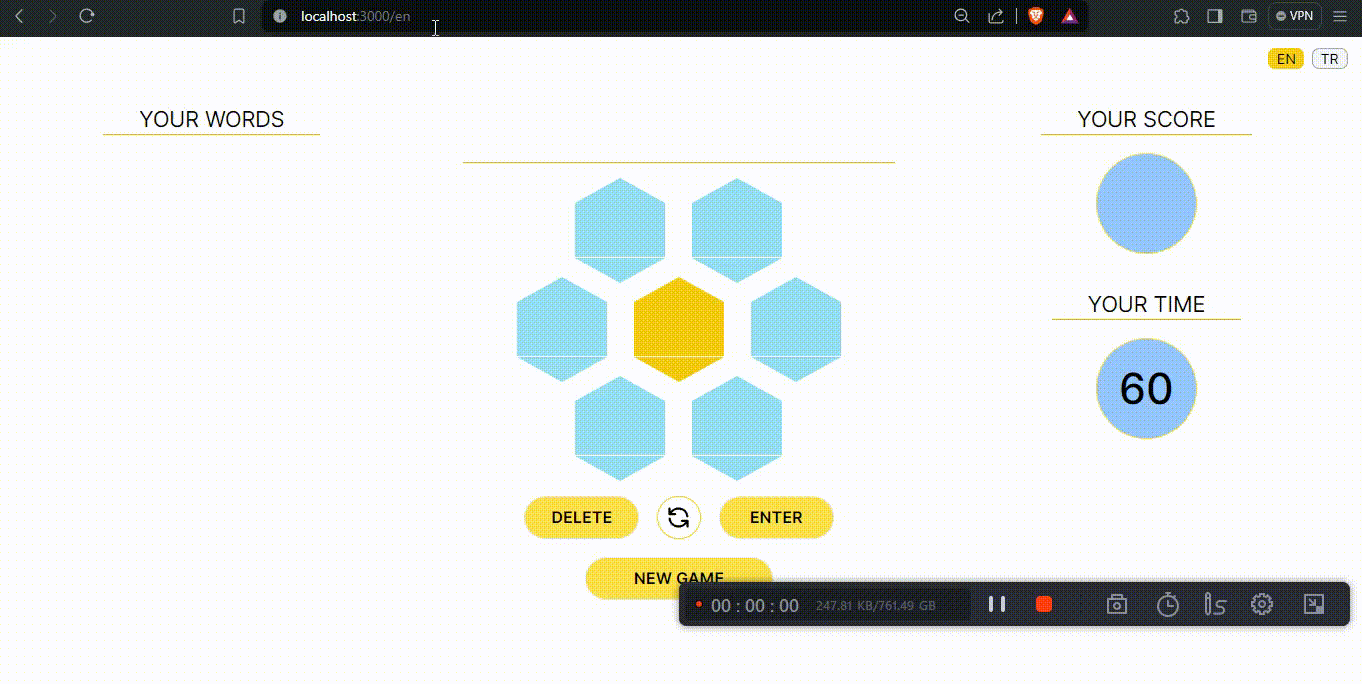 localhost:3000/en
VPN
EN
TR
YOUR WORDS
YOUR SCORE
YOUR TIME
60
DELETE
ENTER
NEW GAME
00 : 00 : 00
247.81 KB/761.49 GB